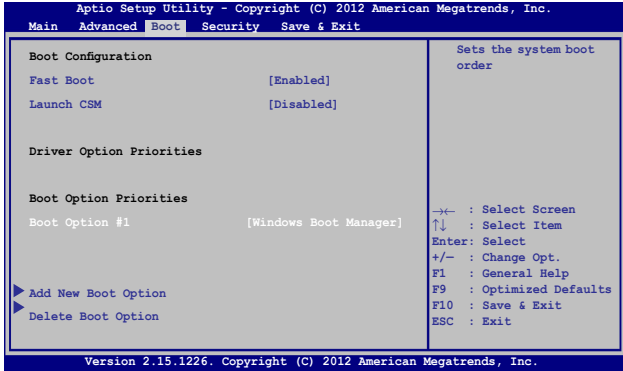 Aptio Setup Utility - Copyright (C) 2012 American Megatrends, Inc.
Main Advanced Boot Security Save & Exit
Boot Configuration
Fast Boot [Enabled]
Launch CSM [Disabled]
Driver Option Priorities
Boot Option Priorities
Boot Option #1 [Windows Boot Manager]
Add New Boot Option
Delete Boot Option
Sets the system boot
order
→← : Select Screen
↑↓ : Select Item
Enter: Select
+/— : Change Opt.
F1 : General Help
F9 : Optimized Defaults
F10 : Save & Exit
ESC : Exit
Version 2.15.1226. Copyright (C) 2012 American Megatrends, Inc.